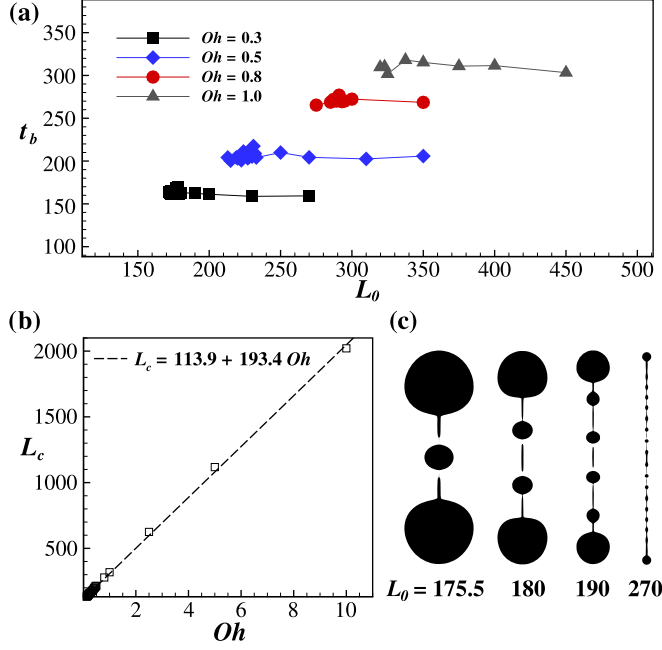 (a)
Oh = 0.3
Oh = 0.5
Oh = 0.8
Oh = 1.0
t_b
400
350
300
250
200
150
100
150 200 250 300 350 400 450 500
L_0
(b)
(c)
L_c = 113.9 + 193.4 Oh
L_c
2000
1500
1000
500
0 2 4 6 8 10
Oh
L_0 = 175.5 180 190 270